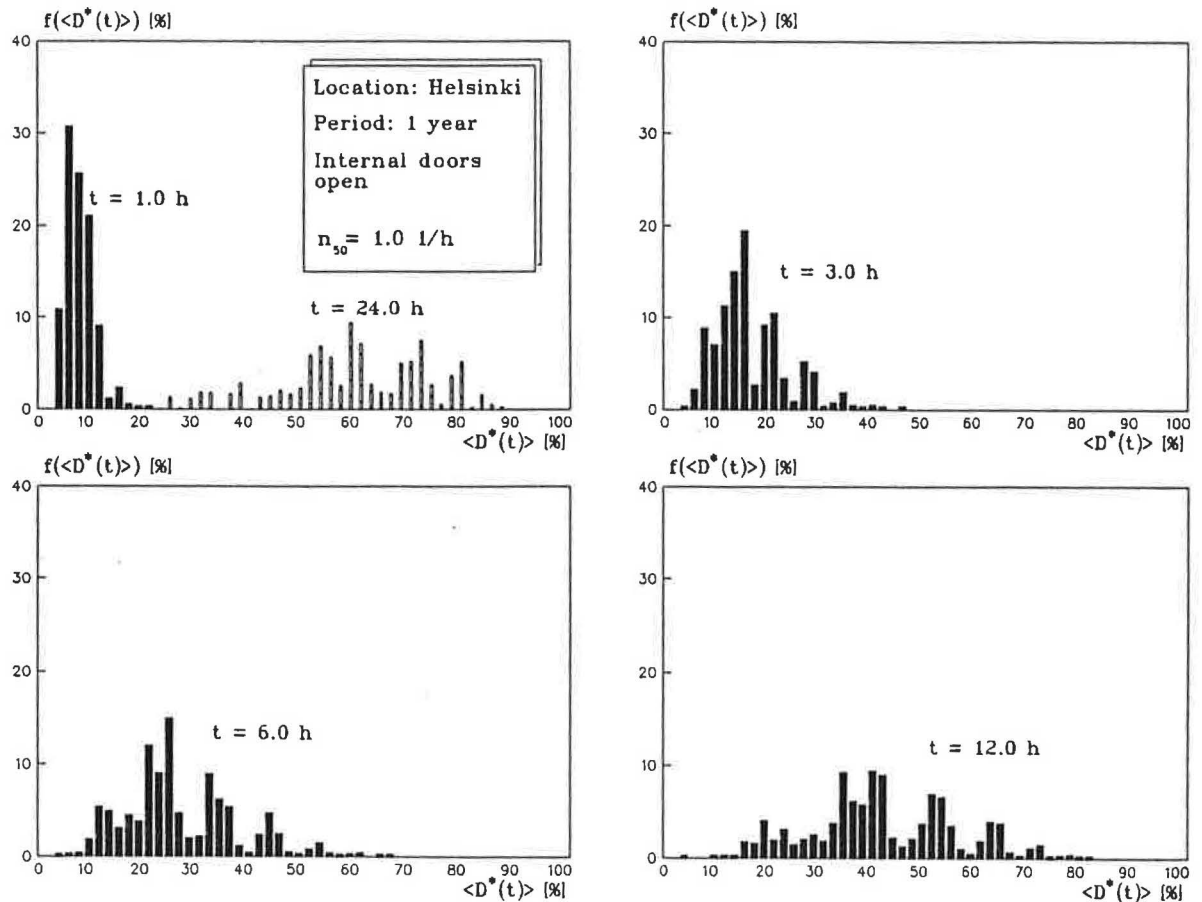 f(<D*(t)>) [%]
40
30
20
10
0
Location: Helsinki
Period: 1 year
Internal doors
open
n50= 1.0 1/h
t = 1.0 h
t = 24.0 h
0 10 20 30 40 50 60 70 80 90 100
<D*(t)> [%]
f(<D*(t)>) [%]
40
30
20
10
0
t = 3.0 h
0 10 20 30 40 50 60 70 80 90 100
<D*(t)> [%]
f(<D*(t)>) [%]
40
30
20
10
0
t = 6.0 h
0 10 20 30 40 50 60 70 80 90 100
<D*(t)> [%]
f(<D*(t)>) [%]
40
30
20
10
0
t = 12.0 h
0 10 20 30 40 50 60 70 80 90 100
<D*(t)> [%]